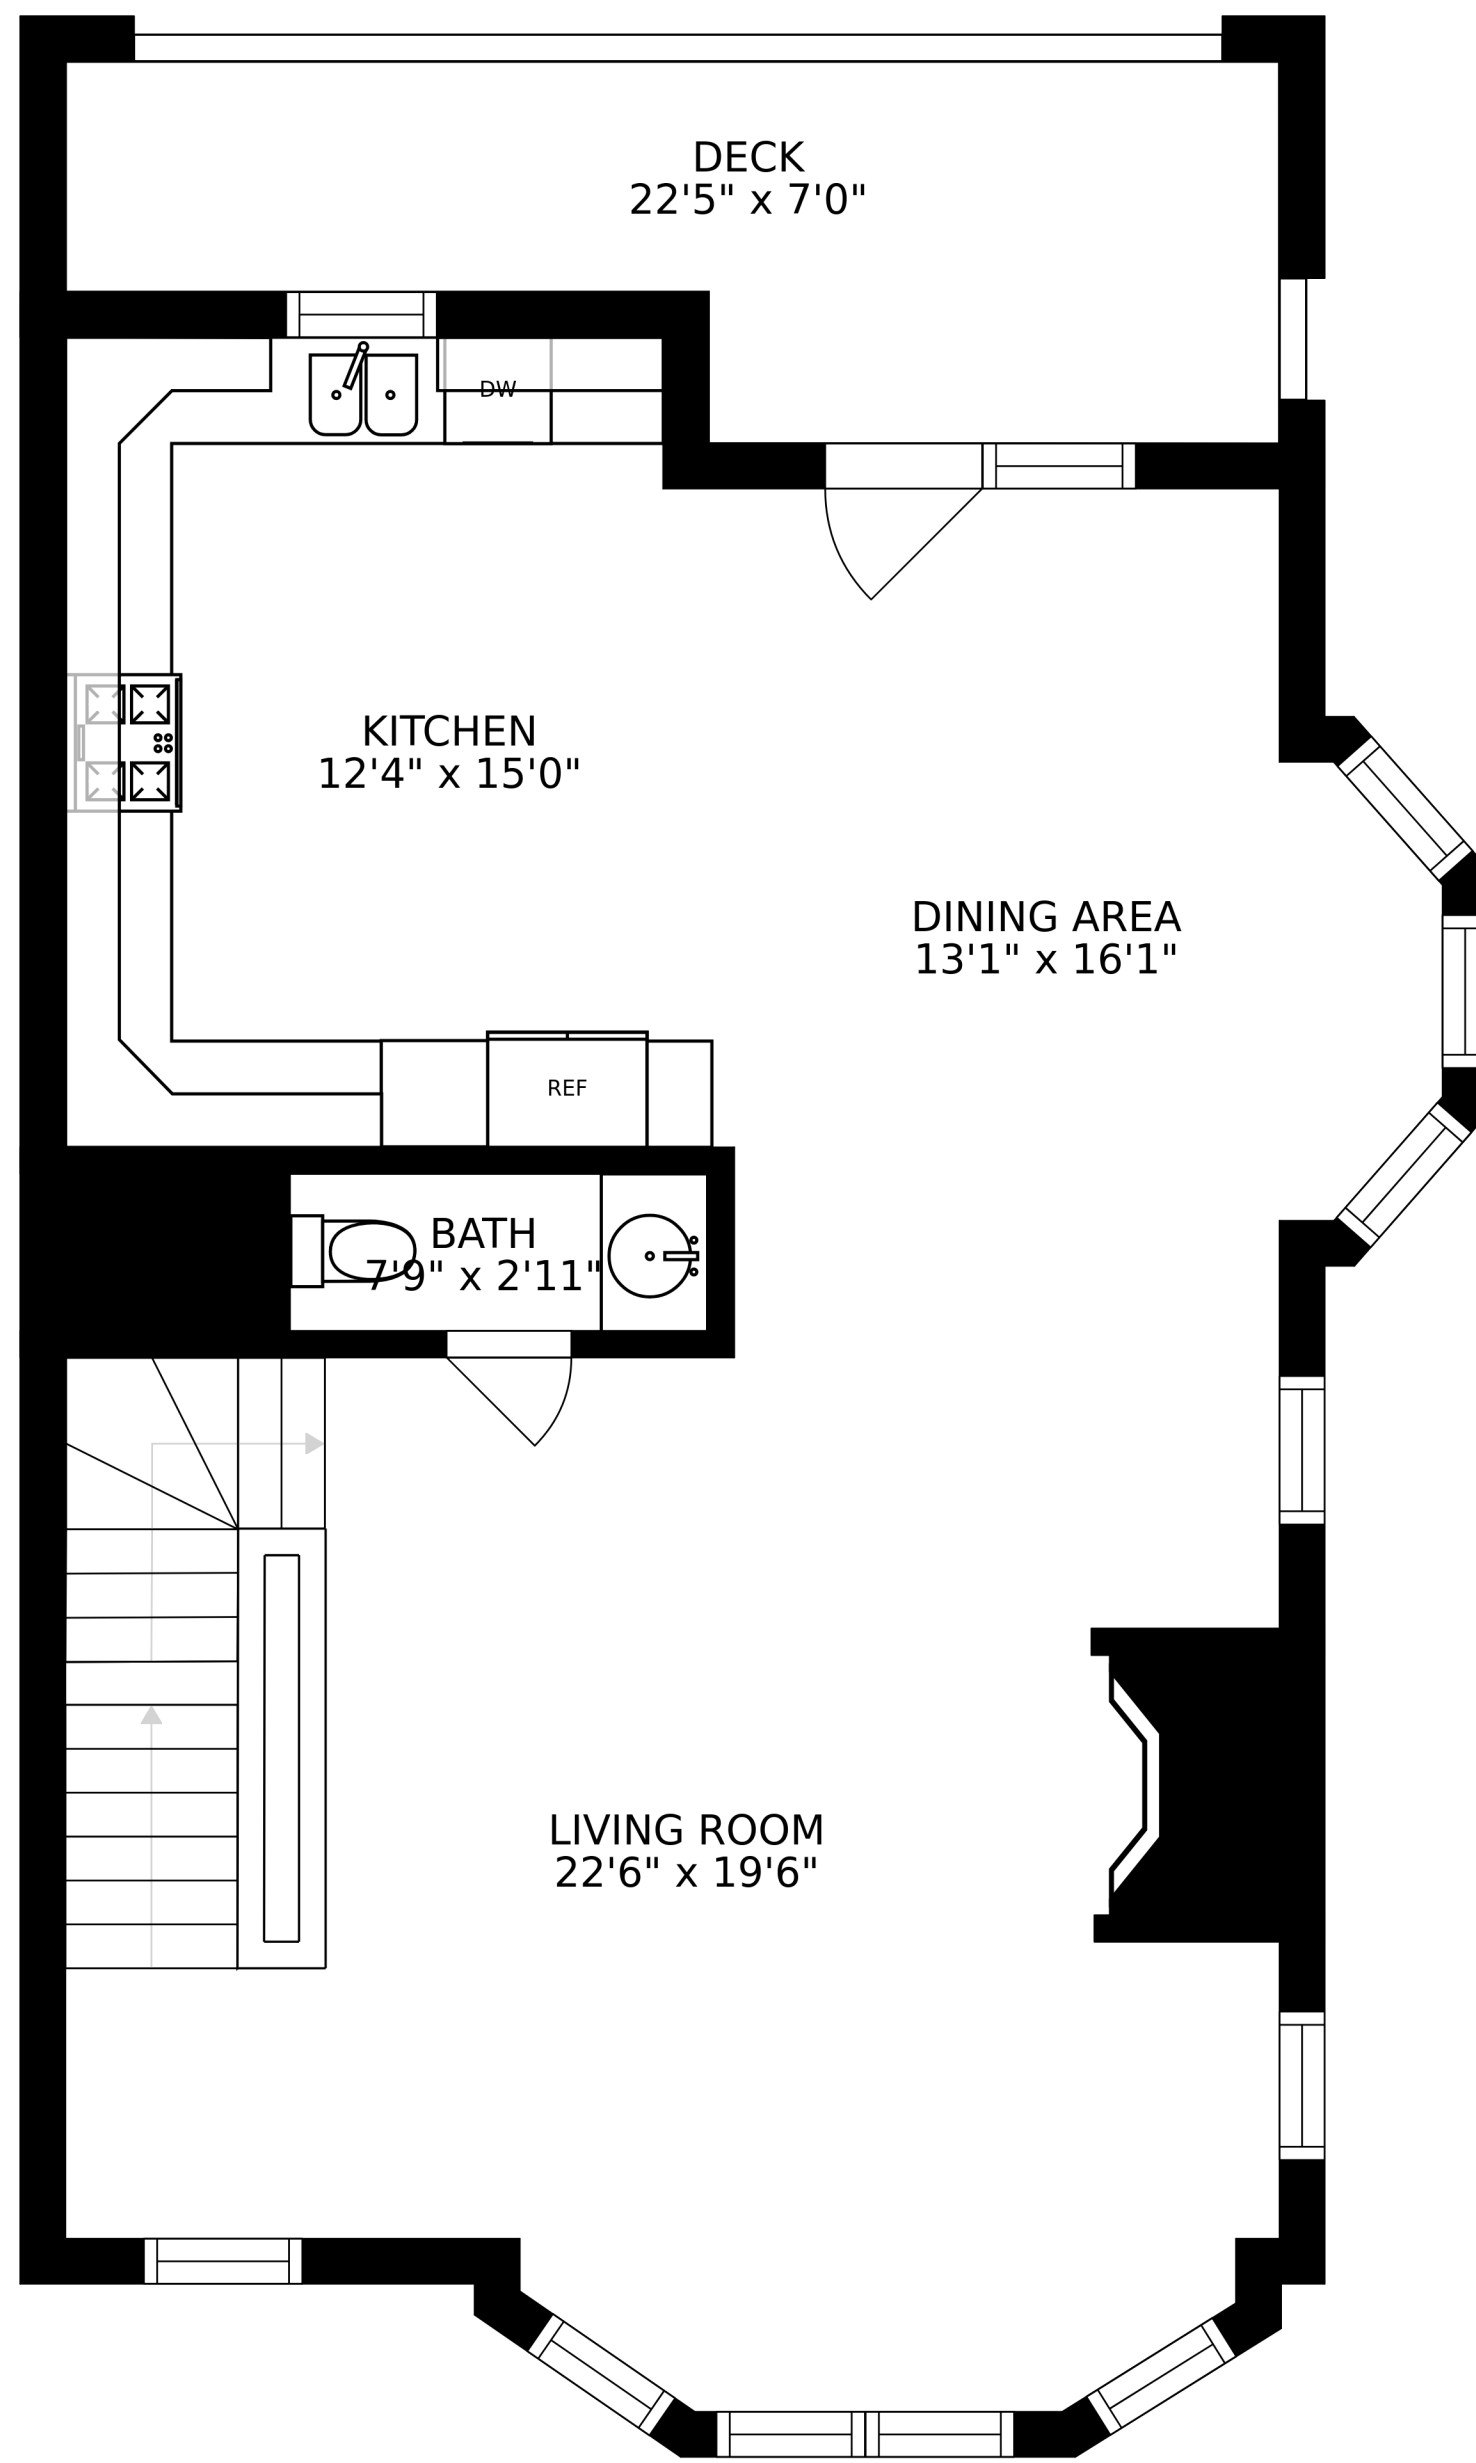 DECK
22'5" x 7'0"
DW
KITCHEN
12'4" x 15'0"
DINING AREA
13'1" x 16'1"
REF
BATH
7'9" x 2'11"
LIVING ROOM
22'6" x 19'6"